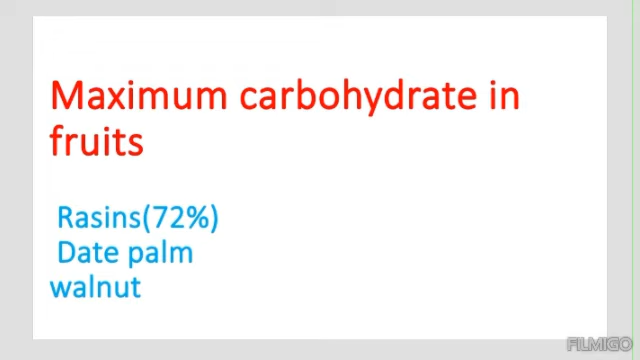 Maximum carbohydrate in
fruits
Rasins(72%)
Date palm
walnut
FILMIGO